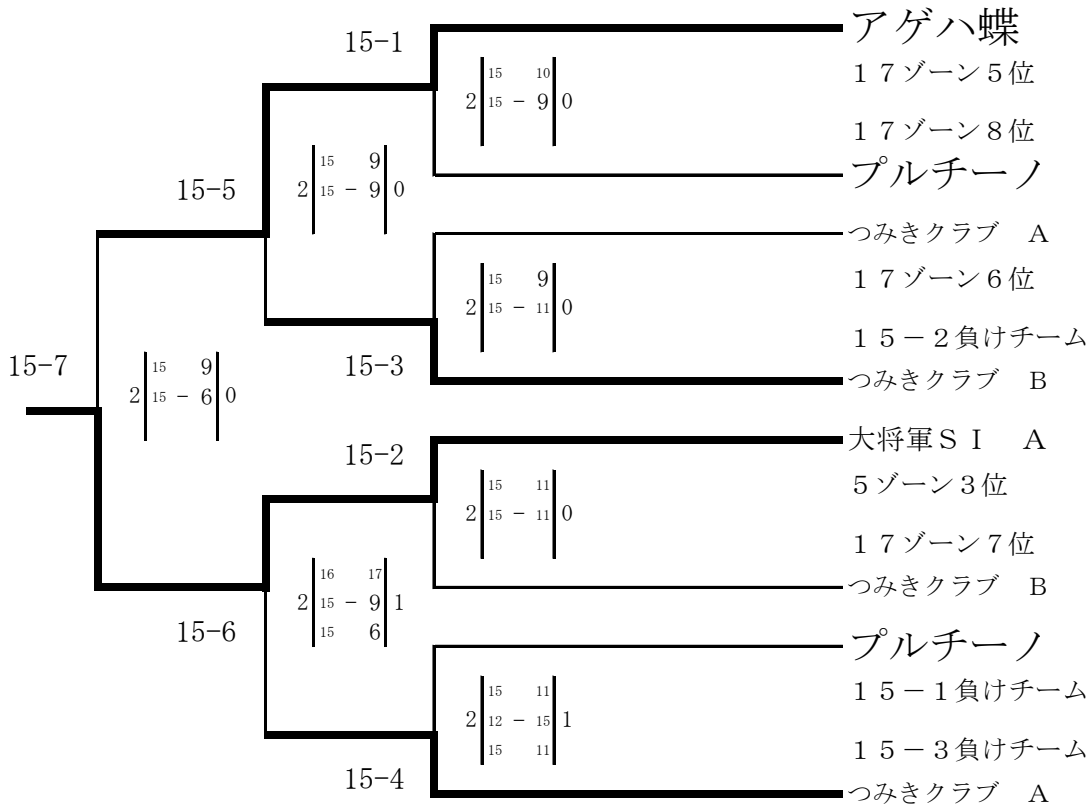 アゲハ蝶
15-1
15 10
１７ゾーン５位
2 15 - 9 0
１７ゾーン８位
15 9
プルチーノ
15-5
2 15 - 9 0
つみきクラブ　A
15 9
１７ゾーン６位
2 15 - 11 0
１５－２負けチーム
15-7
15 9
15-3
つみきクラブ　B
2 15 - 6 0
大将軍ＳＩ　A
15-2
15 11
５ゾーン３位
2 15 - 11 0
１７ゾーン７位
16 17
つみきクラブ　B
2 15 - 9 1
15-6
15 6
プルチーノ
15 11
１５－１負けチーム
2 12 - 15 1
15 11
１５－３負けチーム
15-4
つみきクラブ　A